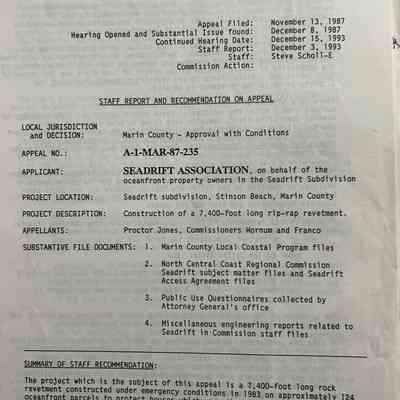 Appeal Filed: November 13, 1987
Hearing Opened and Substantial Issue found: December 8, 1987
Continued Hearing Date: December 15, 1993
Staff Report: December 3, 1993
Staff: Steve Scholl-E
Commission Action:
STAFF REPORT AND RECOMMENDATION ON APPEAL
LOCAL JURISDICTION
and DECISION: Marin County - Approval with Conditions
APPEAL NO.: A-1-MAR-87-235
APPLICANT: SEADRIFT ASSOCIATION, on behalf of the
oceanfront property owners in the Seadrift Subdivision
PROJECT LOCATION: Seadrift subdivision, Stinson Beach, Marin County
PROJECT DESCRIPTION: Construction of a 7,400-foot long rip-rap revetment.
APPELLANTS: Proctor Jones, Commissioners Hornum and Franco
SUBSTANTIVE FILE DOCUMENTS: 1. Marin County Local Coastal Program files
2. North Central Coast Regional Commission
Seadrift subject matter files and Seadrift
Access Agreement files
3. Public Use Questionnaires collected by
Attorney General's office
4. Miscellaneous engineering reports related to
Seadrift in Commission staff files
SUMMARY OF STAFF RECOMMENDATION:
The project which is the subject of this appeal is a 7,400-foot long rock
revetment constructed under emergency conditions in 1983 on approximately 124
oceanfront parcels to protect houses